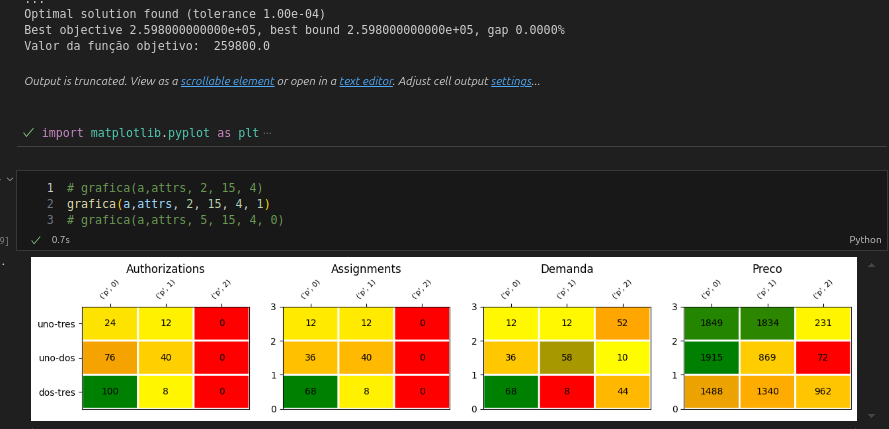 ...
Optimal solution found (tolerance 1.00e-04)
Best objective 2.598000000000e+05, best bound 2.598000000000e+05, gap 0.0000%
Valor da função objetivo:  259800.0
Output is truncated. View as a scrollable element or open in a text editor. Adjust cell output settings...
import matplotlib.pyplot as plt ...
1 # grafica(a,attrs, 2, 15, 4)
2 grafica(a,attrs, 2, 15, 4, 1)
3 # grafica(a,attrs, 5, 15, 4, 0)
9] 0.7s Python
Authorizations Assignments Demanda Preco
('p', 0) ('p', 1) ('p', 2) ('p', 0) ('p', 1) ('p', 2) ('p', 0) ('p', 1) ('p', 2) ('p', 0) ('p', 1) ('p', 2)
3 3 3
uno-tres 24 12 0 12 12 0 12 12 52 1849 1834 231
2 2 2
uno-dos 76 40 0 36 40 0 36 58 10 1915 869 72
1 1 1
dos-tres 100 8 0 68 8 0 68 8 44 1488 1340 962
0 0 0